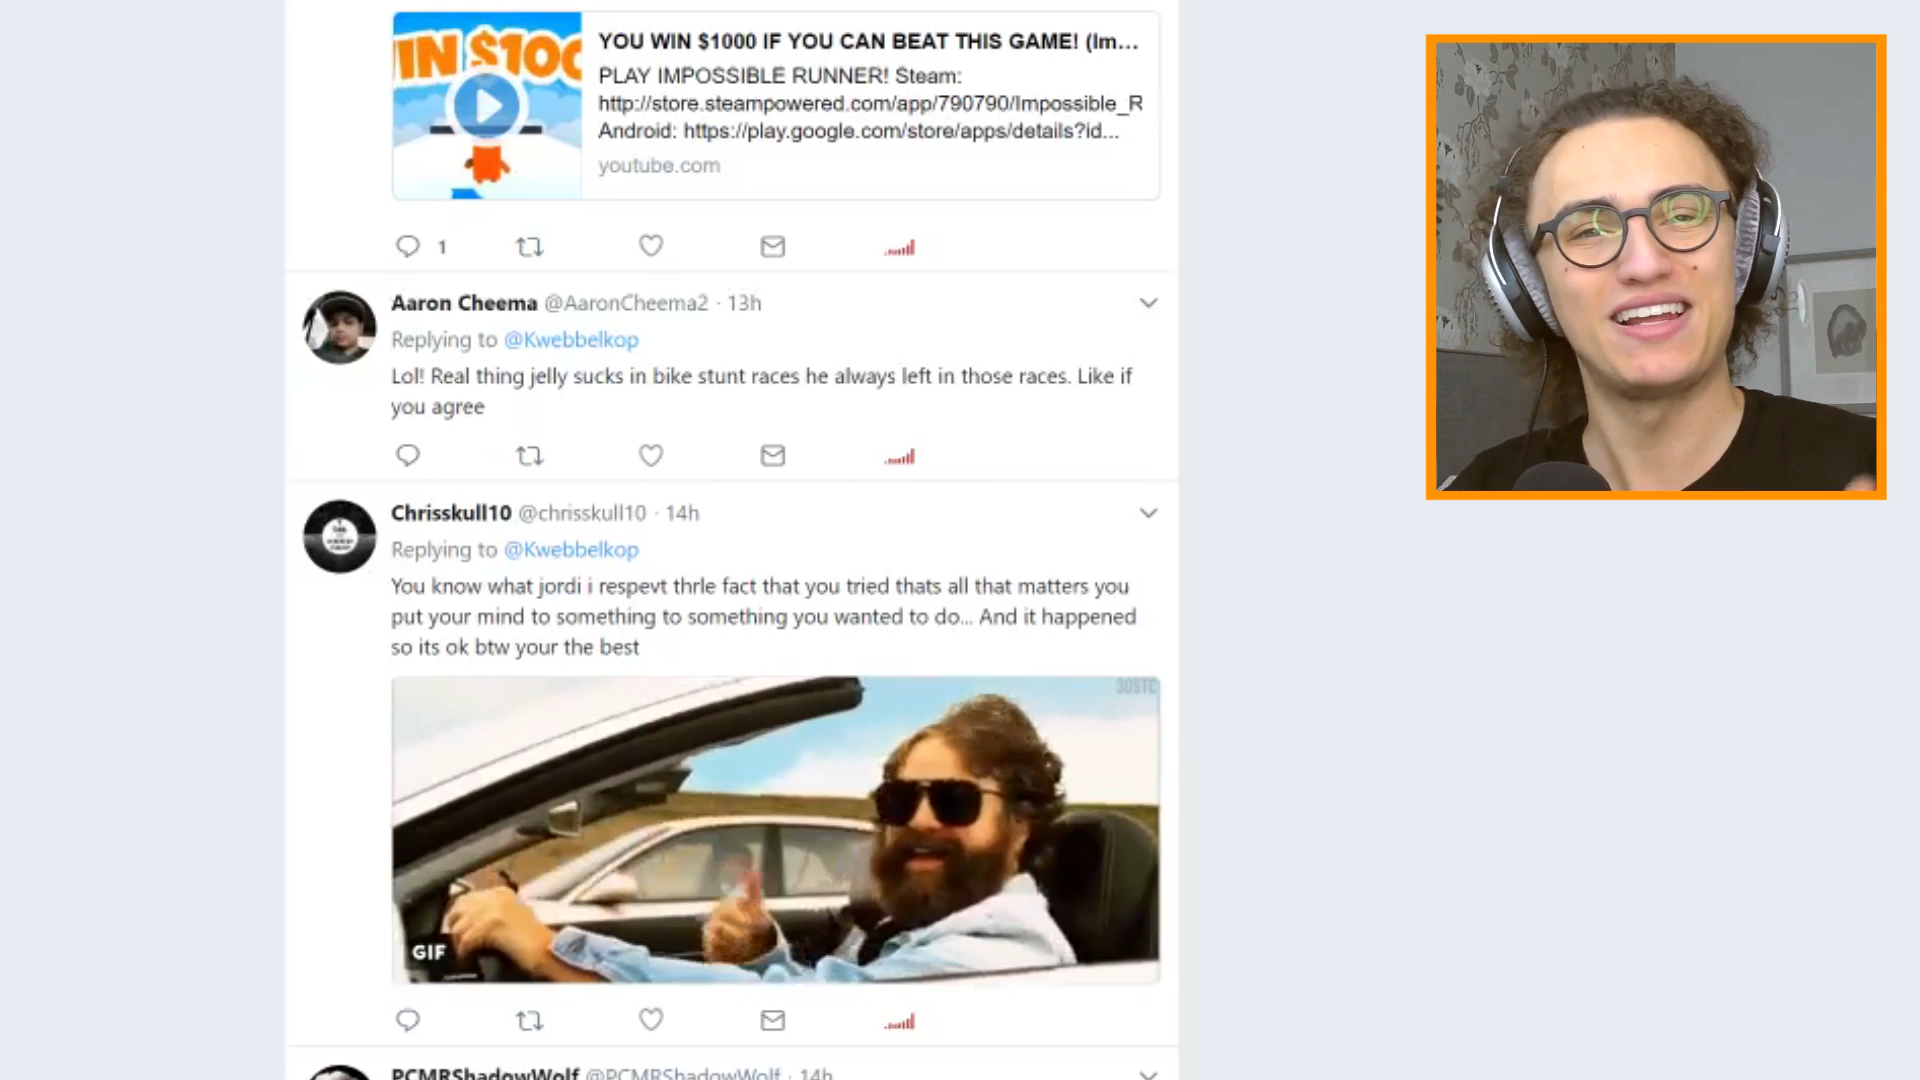 IN $100
YOU WIN $1000 IF YOU CAN BEAT THIS GAME! (Im...
PLAY IMPOSSIBLE RUNNER! Steam:
http://store.steampowered.com/app/790790/Impossible_R
Android: https://play.google.com/store/apps/details?id...
youtube.com
1
Aaron Cheema @AaronCheema2 · 13h
Replying to @Kwebbelkop
Lol! Real thing jelly sucks in bike stunt races he always left in those races. Like if
you agree
Chrisskull10 @chrisskull10 · 14h
Replying to @Kwebbelkop
You know what jordi i respevt thrle fact that you tried thats all that matters you
put your mind to something to something you wanted to do... And it happened
so its ok btw your the best
GIF
PCMRShadowWolf @PCMRShadowWolf · 14h